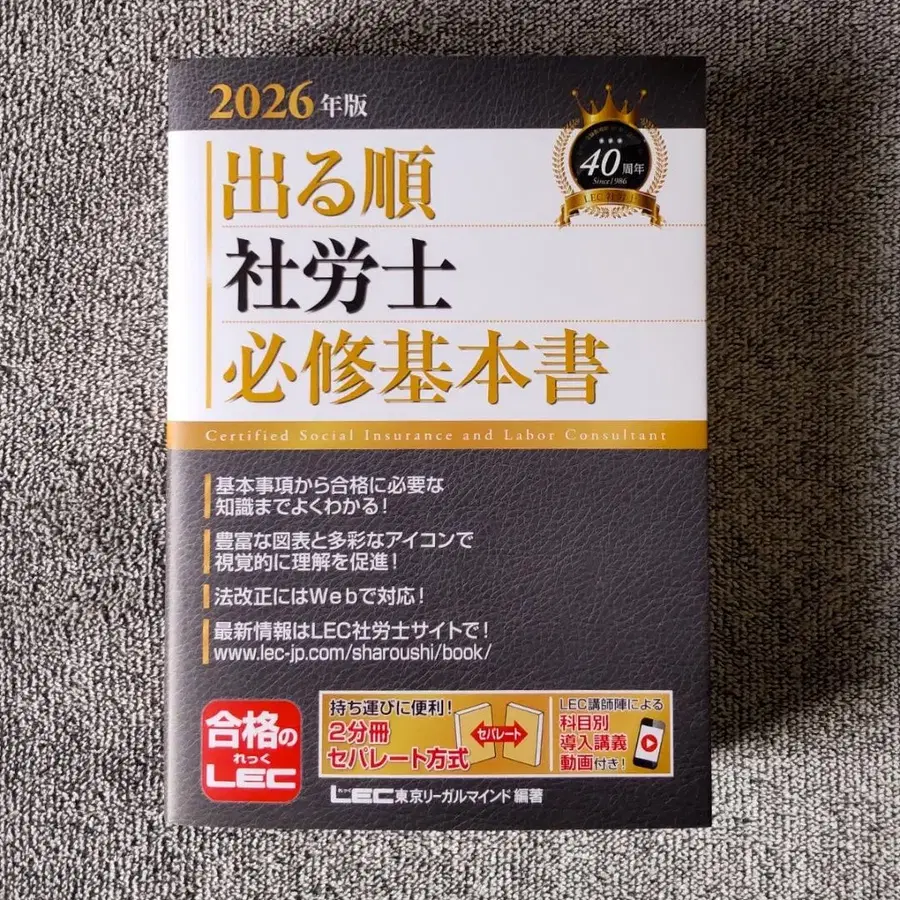 2026年版
40周年
Since1986
出る順
社労士
必修基本書
Certified Social Insurance and Labor Consultant
基本事項から合格に必要な
知識までよくわかる!
豊富な図表と多彩なアイコンで
視覚的に理解を促進!
法改正にはWebで対応!
最新情報はLEC社労士サイトで!
www.lec-jp.com/sharoushi/book/
合格の
れっく
LEC
持ち運びに便利!
2分冊
セパレート方式
セパレート
LEC講師陣による
科目別
導入講義
動画付き!
れっく
LEC東京リーガルマインド 編著